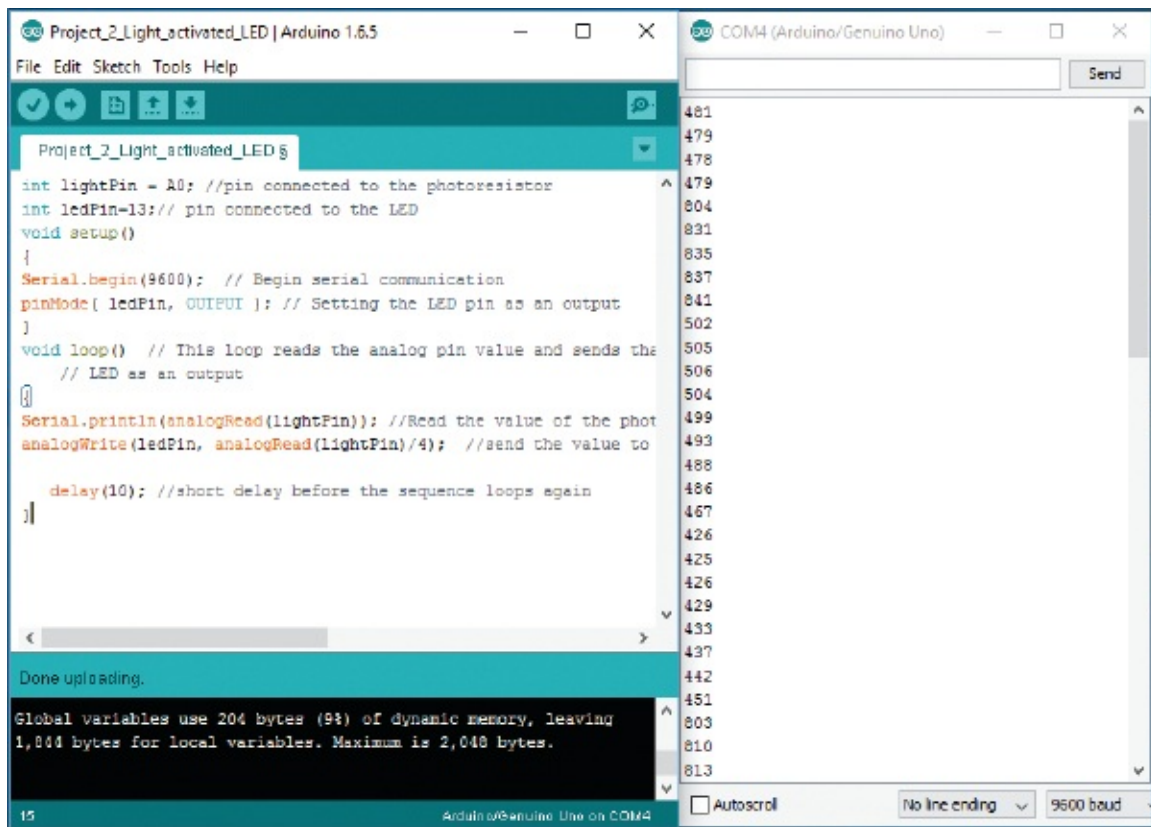 Project_2_Light_activated_LED | Arduino 1.6.5
File Edit Sketch Tools Help
Project_2_Light_activated_LED §
int lightPin = A0; //pin connected to the photoresistor
int ledPin=13;// pin connected to the LED
void setup()
{
Serial.begin(9600); // Begin serial communication
pinMode( ledPin, OUTPUT ); // Setting the LED pin as an output
}
void loop() // This loop reads the analog pin value and sends tha
// LED as an output
{
Serial.println(analogRead(lightPin)); //Read the value of the phot
analogWrite(ledPin, analogRead(lightPin)/4); //send the value to
delay(10); //short delay before the sequence loops again
}
Done uploading.
Global variables use 204 bytes (9%) of dynamic memory, leaving
1,844 bytes for local variables. Maximum is 2,048 bytes.
15 Arduino/Genuino Uno on COM4
COM4 (Arduino/Genuino Uno)
Send
481
479
478
479
804
831
835
837
841
502
505
506
504
499
493
488
486
467
426
425
426
429
433
437
442
451
803
810
813
Autoscroll No line ending 9600 baud